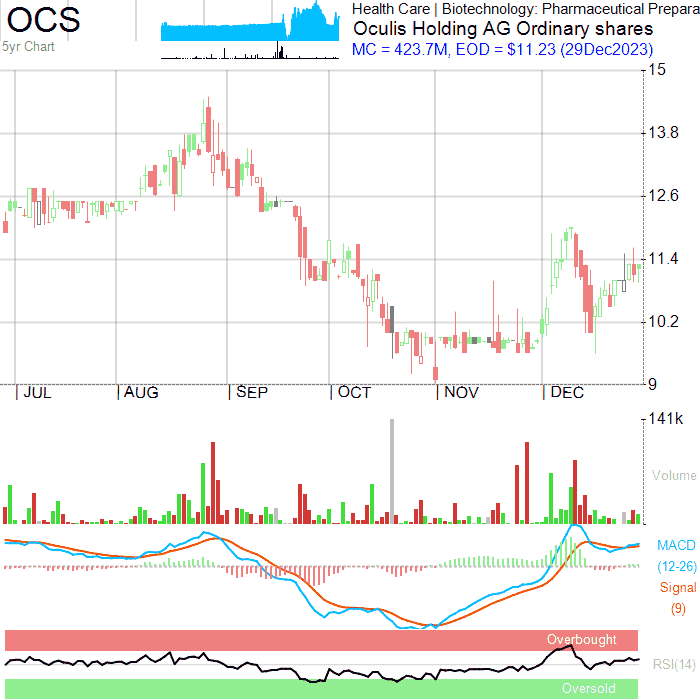 OCS
5yr Chart
Health Care | Biotechnology: Pharmaceutical Prepara
Oculis Holding AG Ordinary shares
MC = 423.7M, EOD = $11.23 (29Dec2023)
15
13.8
12.6
11.4
10.2
9
JUL AUG SEP OCT NOV DEC
141k
Volume
MACD
(12-26)
Signal
(9)
Overbought
RSI(14)
Oversold